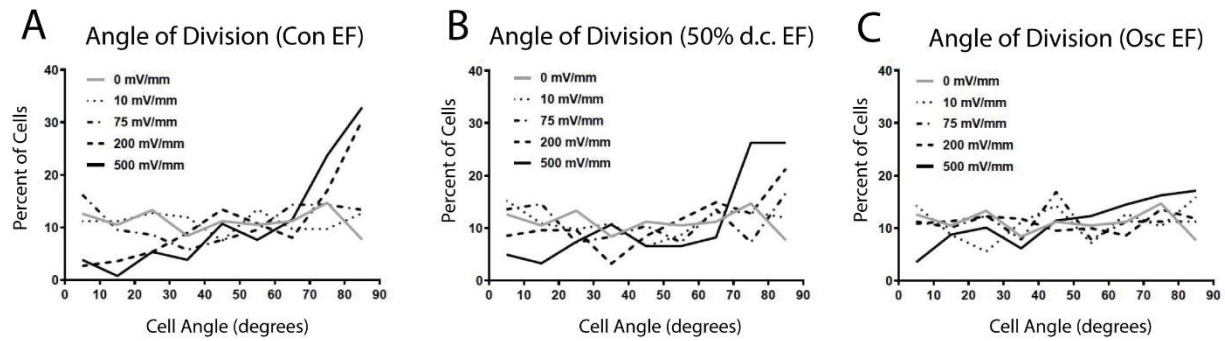 A
Angle of Division (Con EF)
40
30
20
10
0
Percent of Cells
0 mV/mm
10 mV/mm
75 mV/mm
200 mV/mm
500 mV/mm
0 10 20 30 40 50 60 70 80 90
Cell Angle (degrees)
B
Angle of Division (50% d.c. EF)
40
30
20
10
0
Percent of Cells
0 mV/mm
10 mV/mm
75 mV/mm
200 mV/mm
500 mV/mm
0 10 20 30 40 50 60 70 80 90
Cell Angle (degrees)
C
Angle of Division (Osc EF)
40
30
20
10
0
Percent of Cells
0 mV/mm
10 mV/mm
75 mV/mm
200 mV/mm
500 mV/mm
0 10 20 30 40 50 60 70 80 90
Cell Angle (degrees)